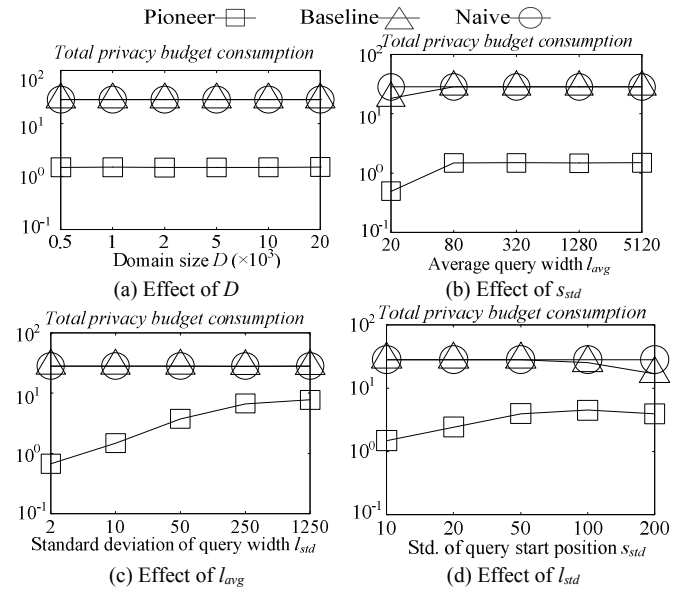 Pioneer Baseline Naive
Total privacy budget consumption
10^2
10^1
10^0
10^-1
0.5 1 2 5 10 20
Domain size D (×10^3)
(a) Effect of D
Total privacy budget consumption
10^2
10^1
10^0
10^-1
20 80 320 1280 5120
Average query width l_avg
(b) Effect of s_std
Total privacy budget consumption
10^2
10^1
10^0
10^-1
2 10 50 250 1250
Standard deviation of query width l_std
(c) Effect of l_avg
Total privacy budget consumption
10^2
10^1
10^0
10^-1
10 20 50 100 200
Std. of query start position s_std
(d) Effect of l_std